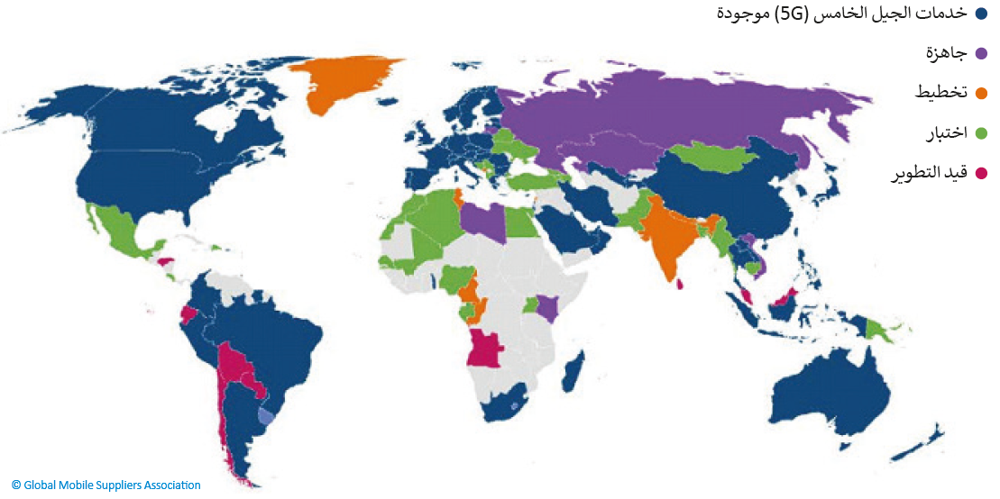 خدمات الجيل الخامس (5G) موجودة
جاهزة
تخطيط
اختبار
قيد التطوير
© Global Mobile Suppliers Association